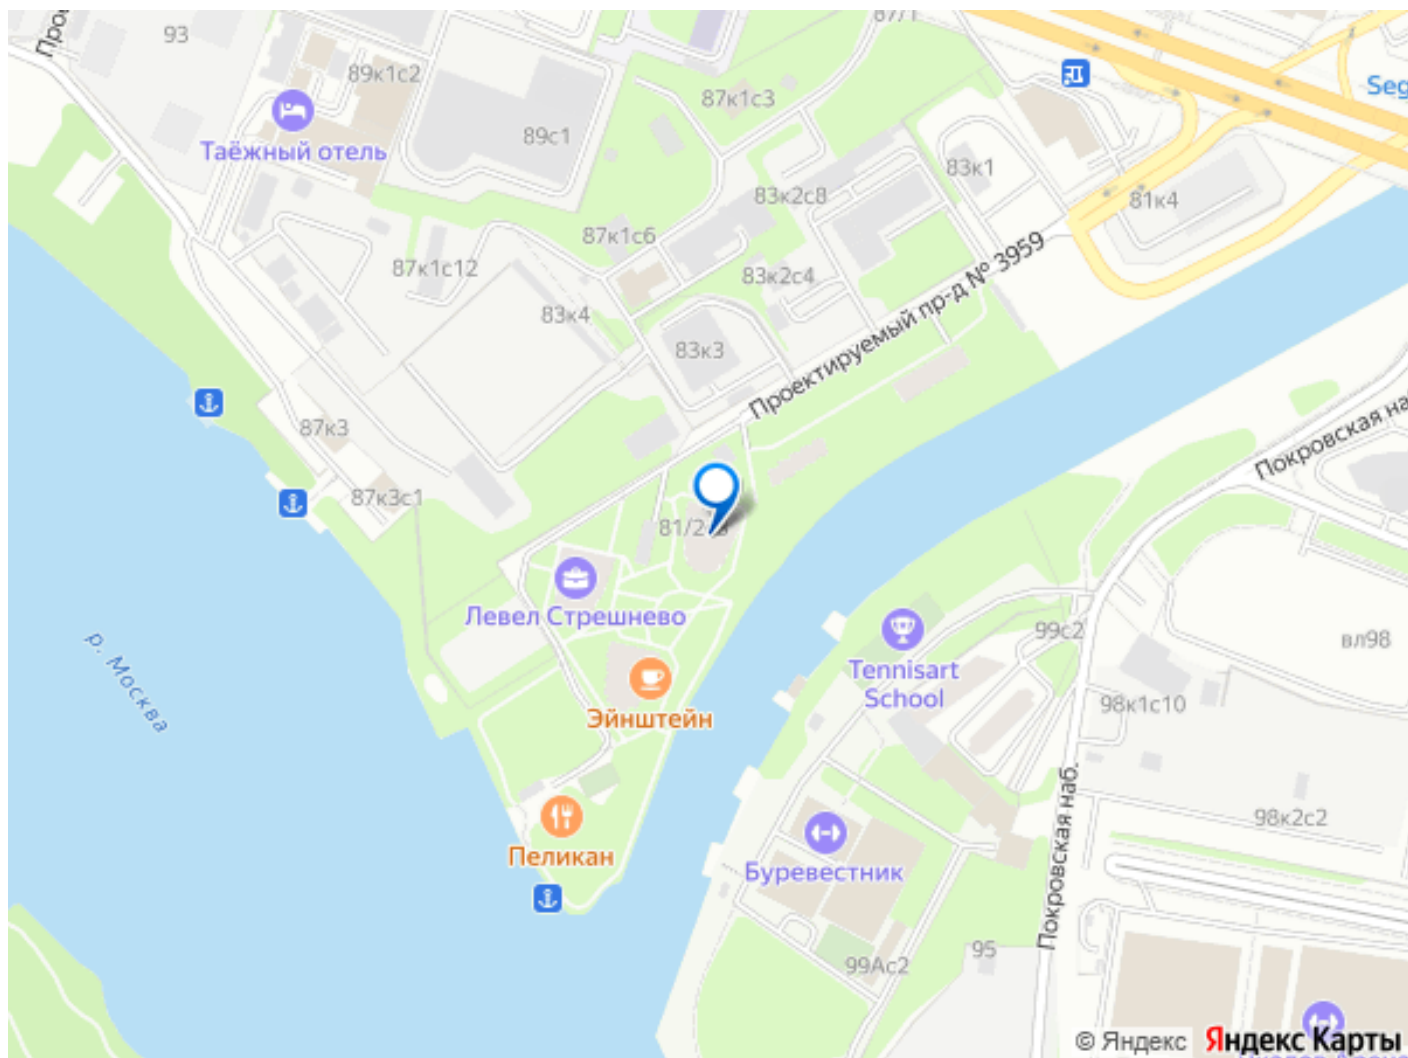 93
87/1
89к1с2
Таёжный отель
89с1
87к1с3
Seg
83к1
83к2с8
81к4
87к1с6
87к1с12
83к2с4
83к4
83к3
Проектируемый пр-д № 3959
87к3
87к3с1
Покровская на
81/2
Левел Стрешнево
р. Москва
Эйнштейн
Tennisart
School
99с2
вл98
98к1с10
Пеликан
Буревестник
98к2с2
Покровская наб.
99Ас2
95
© Яндекс
Яндекс Карты